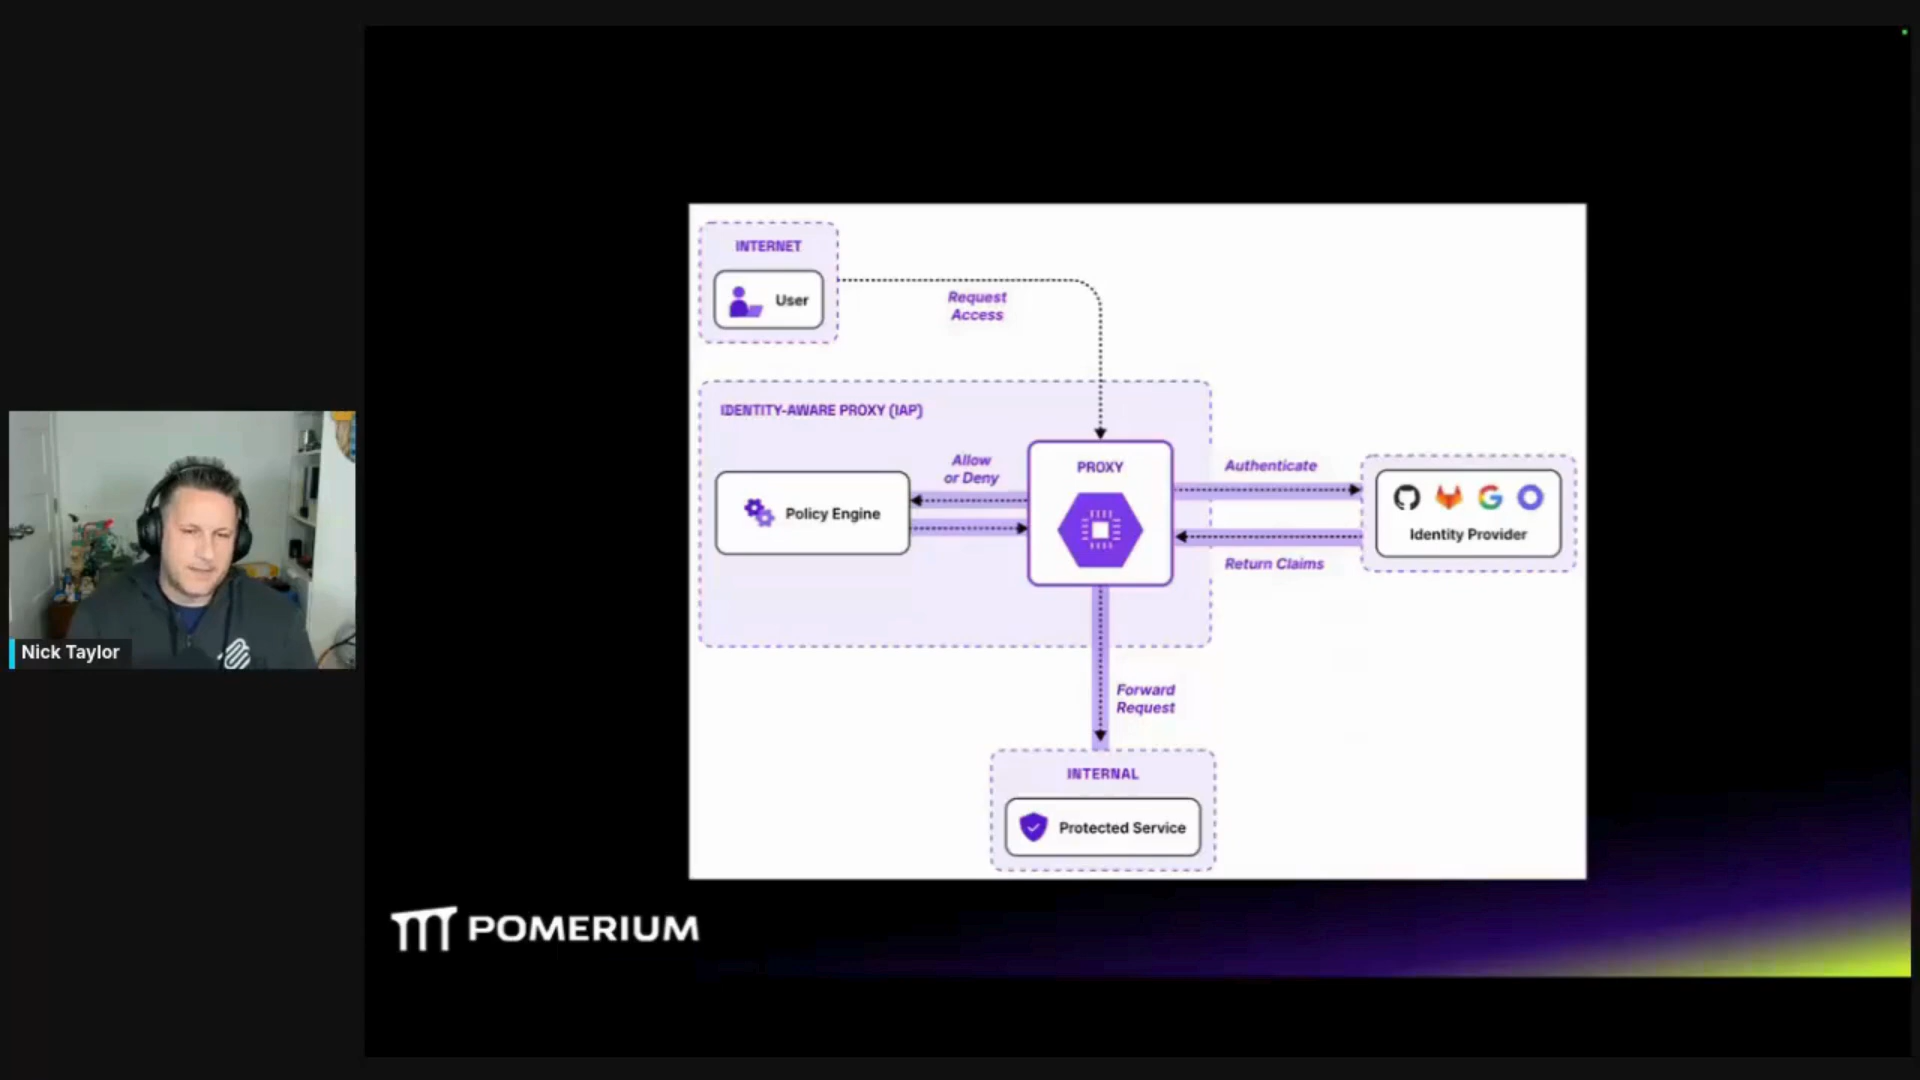 INTERNET
User
Request
Access
IDENTITY-AWARE PROXY (IAP)
Allow
or Deny
PROXY
Authenticate
Policy Engine
Identity Provider
Return Claims
Forward
Request
INTERNAL
Protected Service
Nick Taylor
POMERIUM